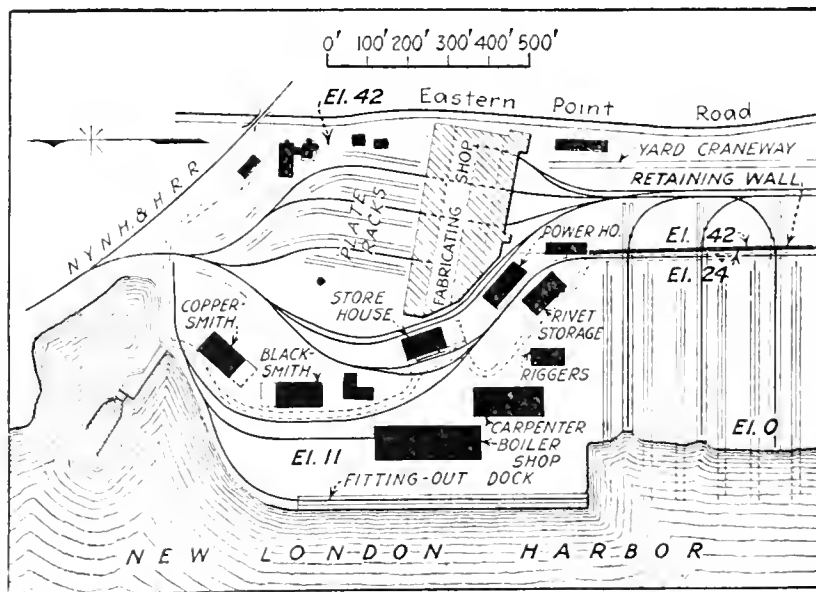 0' 100' 200' 300' 400' 500'
El. 42
Eastern Point Road
YARD CRANEWAY
RETAINING WALL
N Y N H. & H R R
PLATE RACKS
FABRICATING SHOP
POWER HO.
El. 42
El. 24
STORE
HOUSE
COPPER
SMITH
RIVET
STORAGE
BLACK-
SMITH
RIGGERS
CARPENTER
BOILER
SHOP
El. 0
El. 11
FITTING-OUT DOCK
NEW LONDON HARBOR